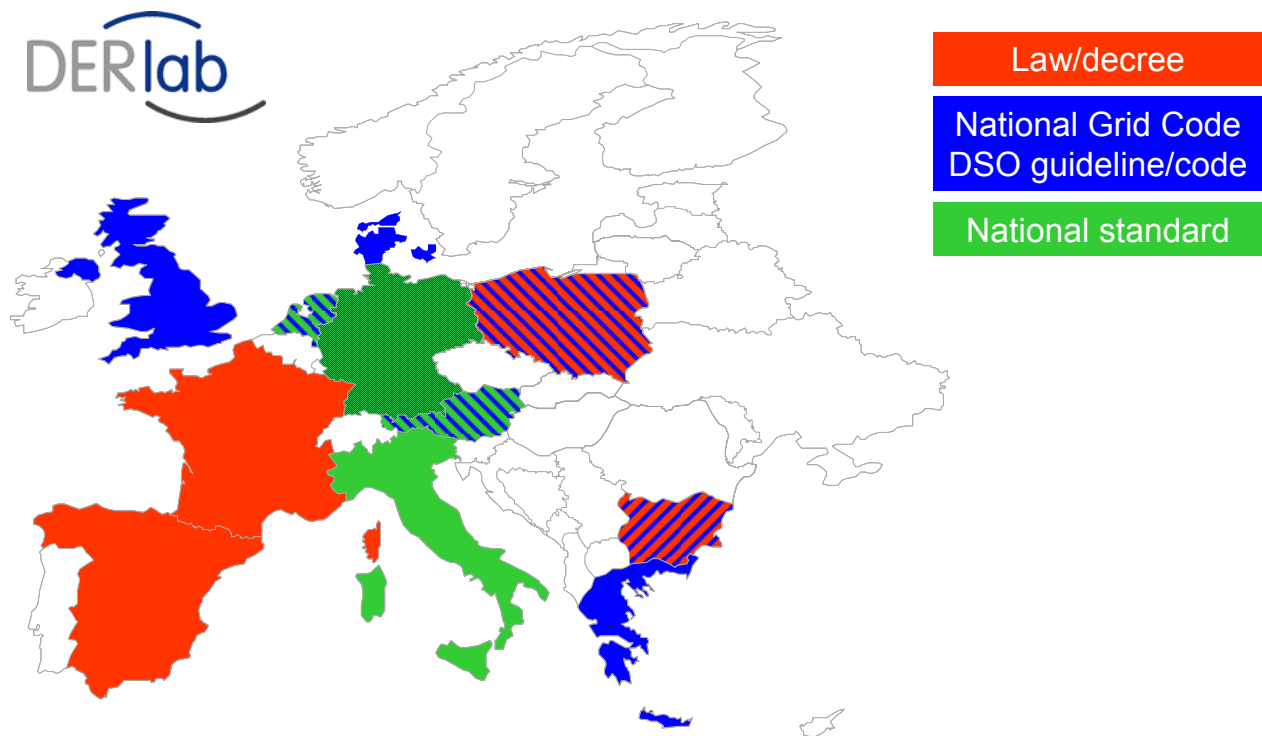 DERlab
Law/decree
National Grid Code
DSO guideline/code
National standard